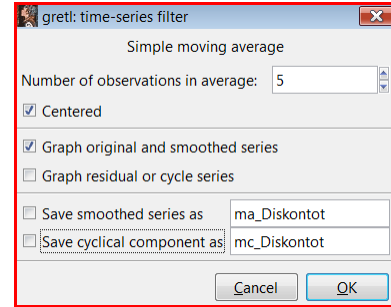 gretl: time-series filter
Simple moving average
Number of observations in average: 5
Centered
Graph original and smoothed series
Graph residual or cycle series
Save smoothed series as ma_Diskontot
Save cyclical component as mc_Diskontot
Cancel OK